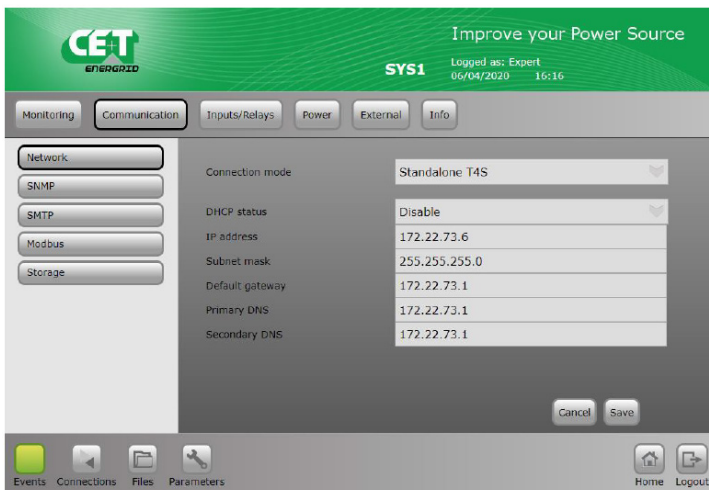 CE+T
ENERGRID
Improve your Power Source
SYS1
Logged as: Expert
06/04/2020 16:16
Monitoring Communication Inputs/Relays Power External Info
Network
SNMP
SMTP
Modbus
Storage
Connection mode Standalone T4S
DHCP status Disable
IP address 172.22.73.6
Subnet mask 255.255.255.0
Default gateway 172.22.73.1
Primary DNS 172.22.73.1
Secondary DNS 172.22.73.1
Cancel Save
Events Connections Files Parameters Home Logout